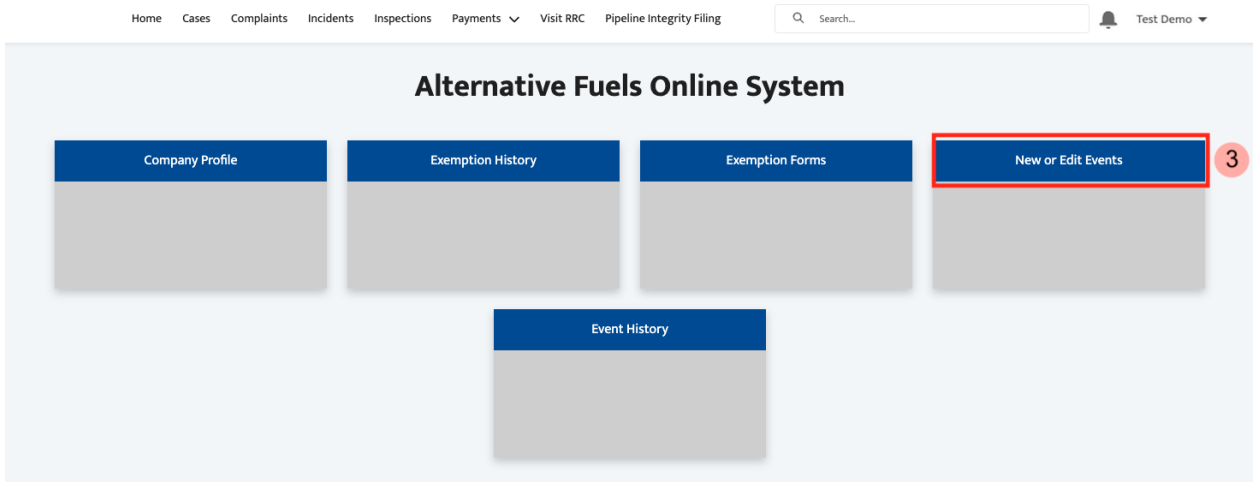 Home Cases Complaints Incidents Inspections Payments Visit RRC Pipeline Integrity Filing Search... Test Demo
Alternative Fuels Online System
Company Profile Exemption History Exemption Forms New or Edit Events 3
Event History